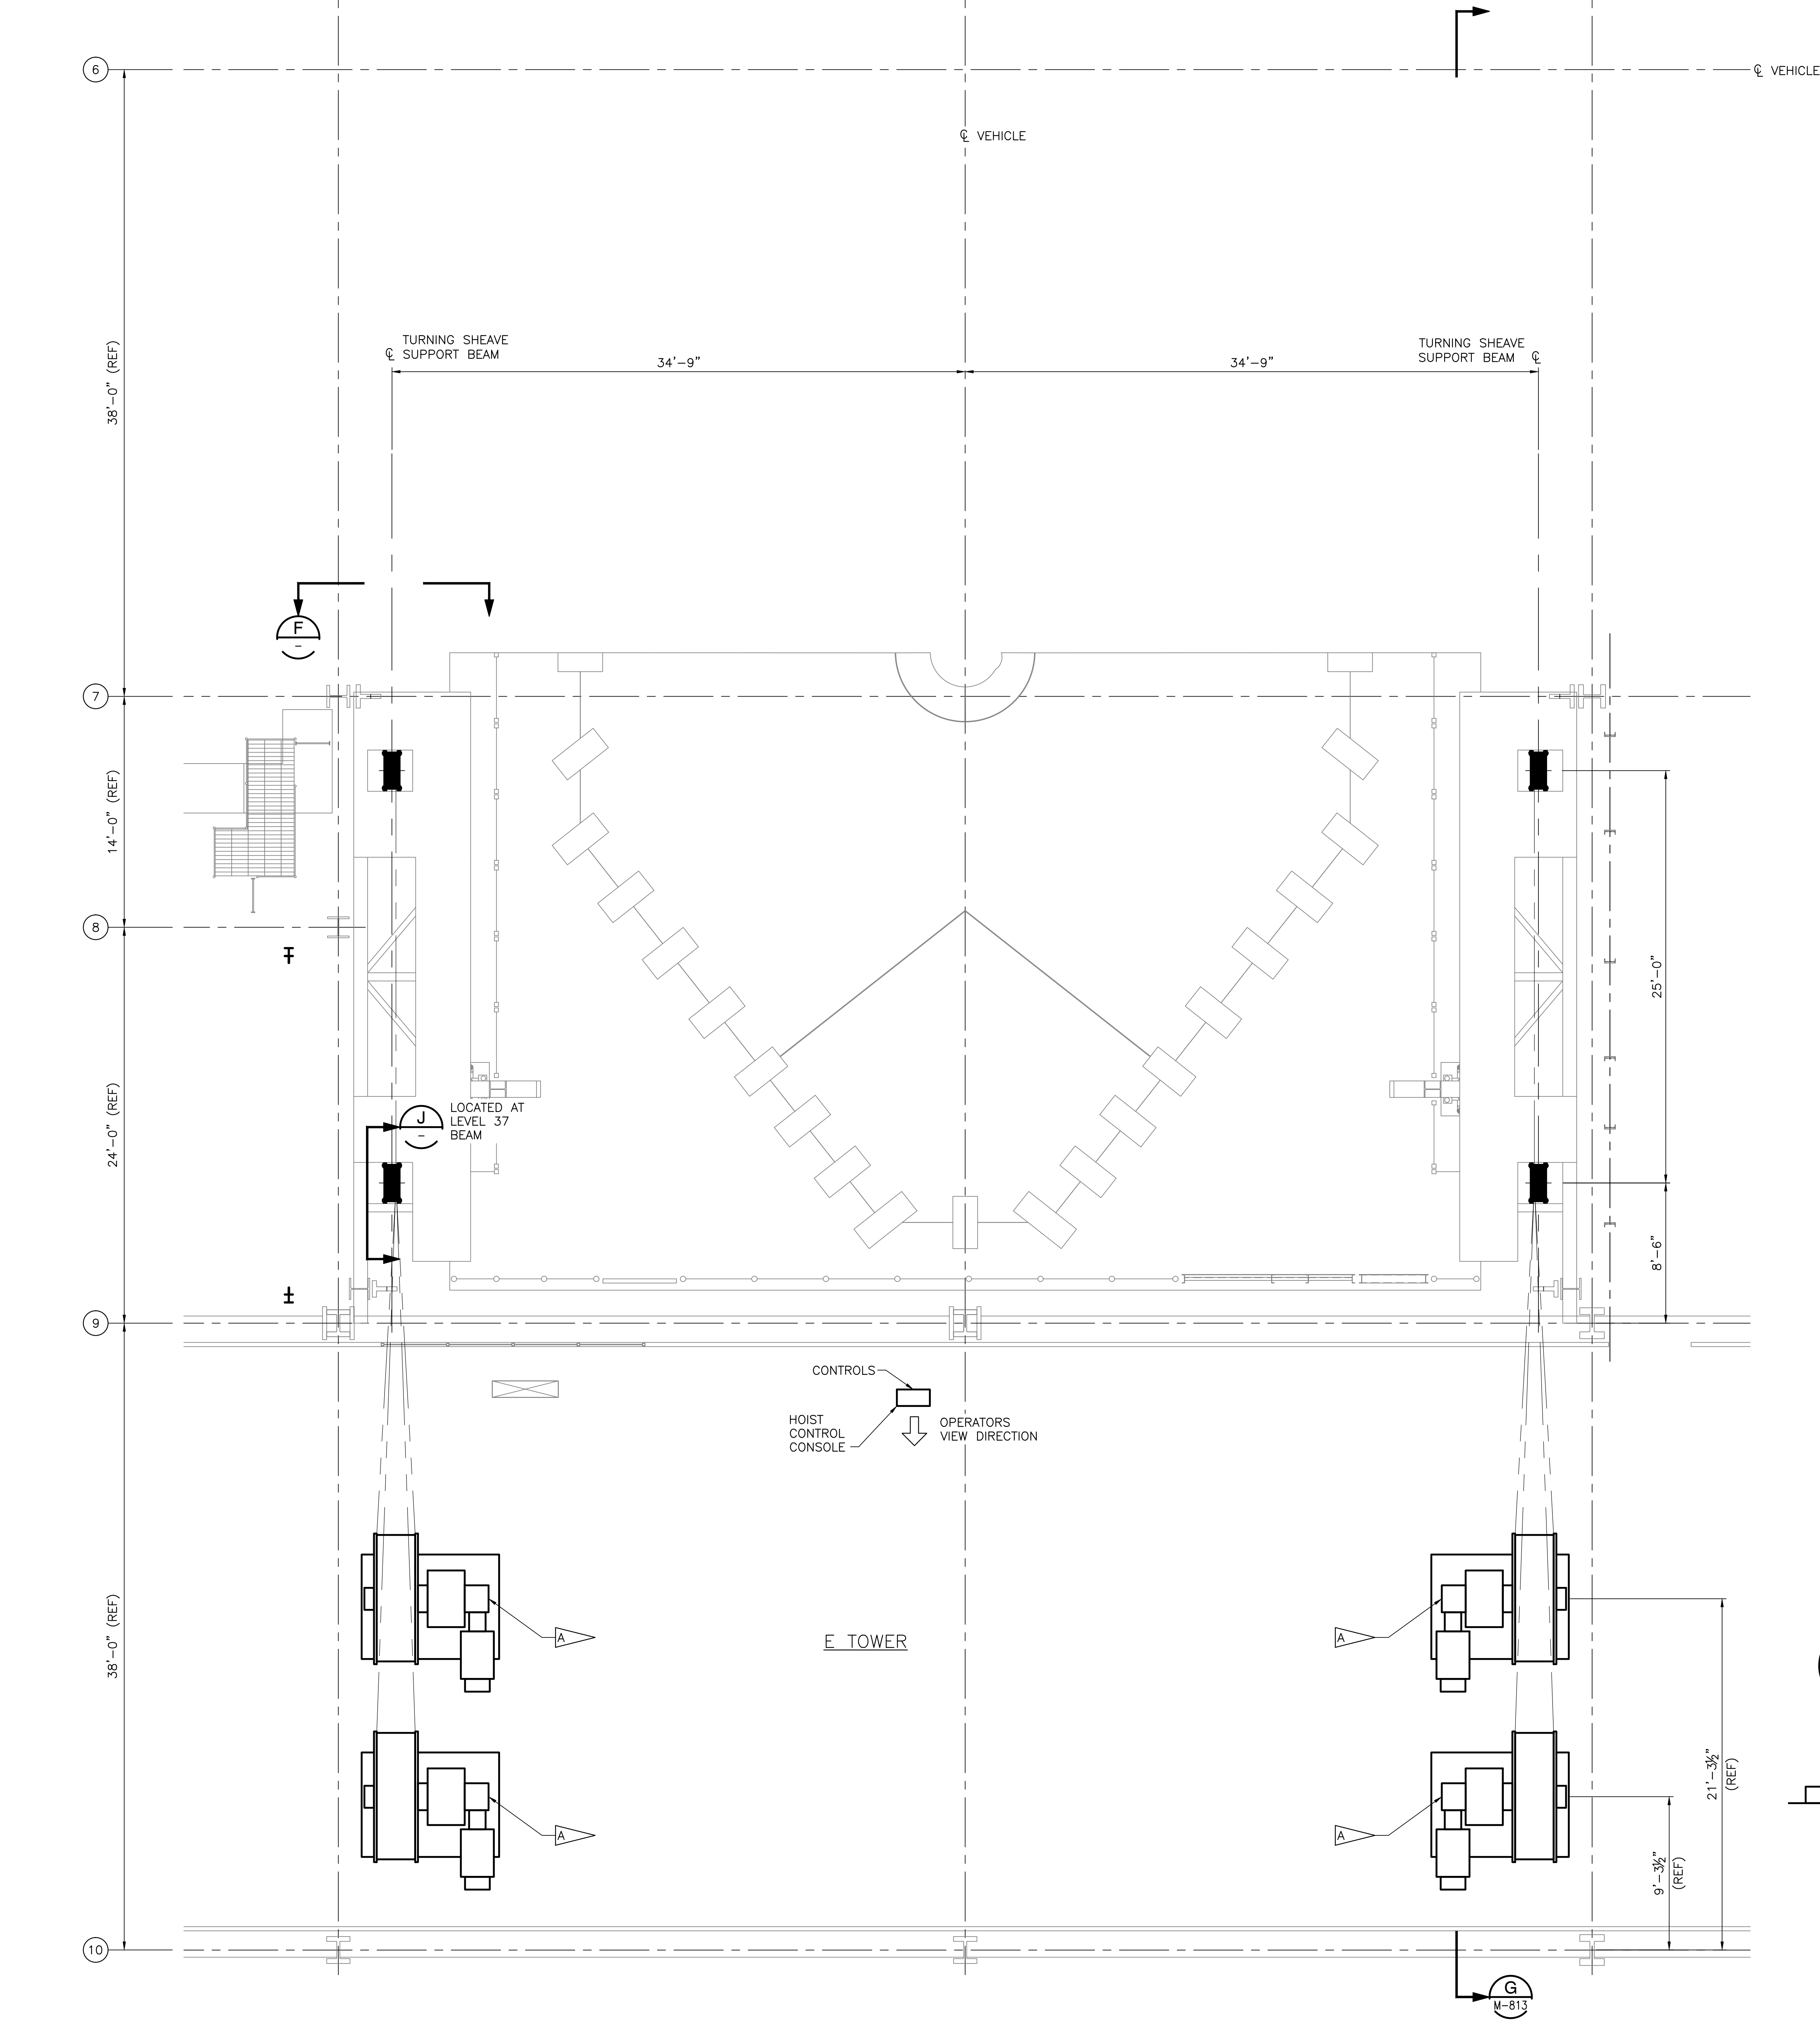 6
℄ VEHICLE
℄ VEHICLE
TURNING SHEAVE
℄ SUPPORT BEAM
TURNING SHEAVE
SUPPORT BEAM ℄
34'-9"
34'-9"
38'-0" (REF)
F
-
7
14'-0" (REF)
8
25'-0"
24'-0" (REF)
J
-
LOCATED AT
LEVEL 37
BEAM
8'-6"
9
CONTROLS
HOIST
CONTROL
CONSOLE
OPERATORS
VIEW DIRECTION
38'-0" (REF)
A
E TOWER
A
21'-3½"
(REF)
A
A
9'-3½"
(REF)
10
G
M-813